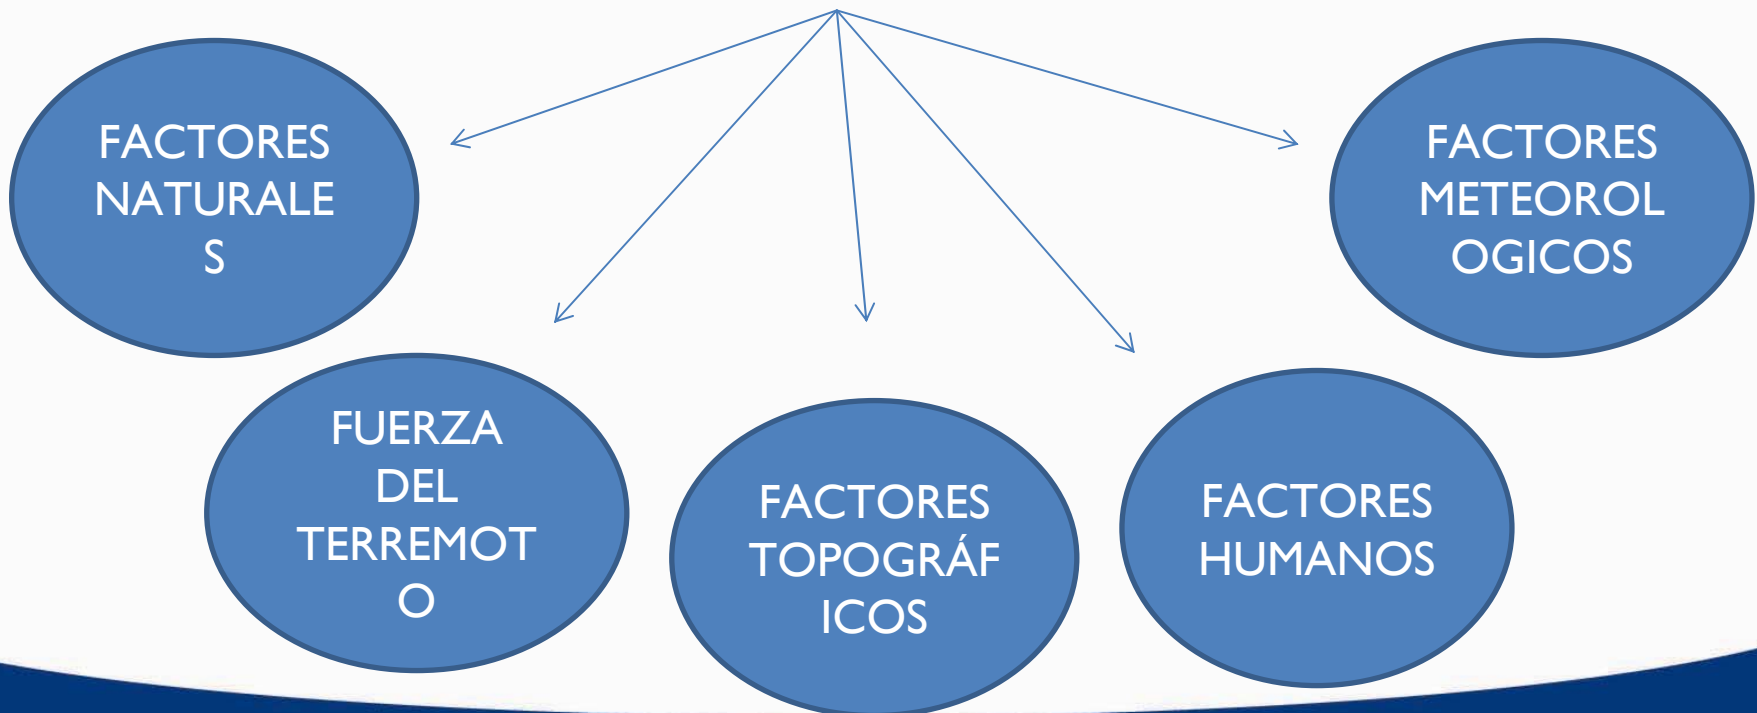 FACTORES
NATURALE
S
FACTORES
METEOROL
OGICOS
FUERZA
DEL
TERREMOT
O
FACTORES
TOPOGRÁF
ICOS
FACTORES
HUMANOS